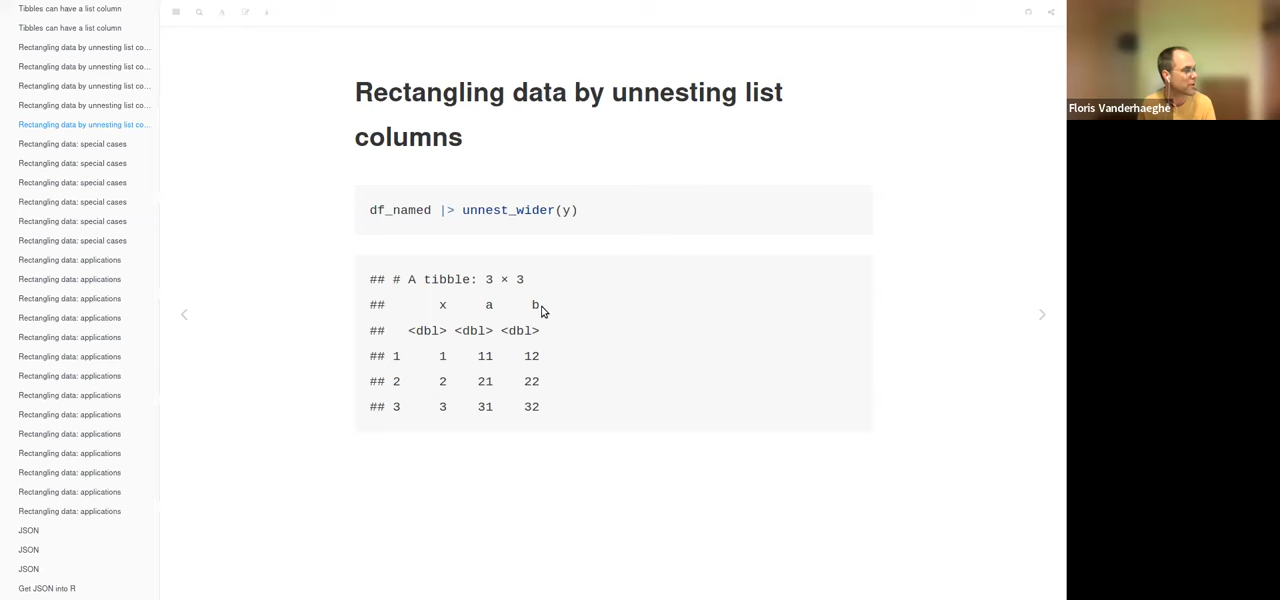 Tibbles can have a list column
Tibbles can have a list column
Rectangling data by unnesting list co...
Rectangling data by unnesting list co...
Rectangling data by unnesting list co...
Rectangling data by unnesting list co...
Rectangling data by unnesting list co...
Rectangling data: special cases
Rectangling data: special cases
Rectangling data: special cases
Rectangling data: special cases
Rectangling data: special cases
Rectangling data: special cases
Rectangling data: applications
Rectangling data: applications
Rectangling data: applications
Rectangling data: applications
Rectangling data: applications
Rectangling data: applications
Rectangling data: applications
Rectangling data: applications
Rectangling data: applications
Rectangling data: applications
Rectangling data: applications
Rectangling data: applications
Rectangling data: applications
Rectangling data: applications
JSON
JSON
JSON
Get JSON into R
Rectangling data by unnesting list
columns
df_named |> unnest_wider(y)
## # A tibble: 3 × 3
##       x     a     b
##   <dbl> <dbl> <dbl>
## 1     1    11    12
## 2     2    21    22
## 3     3    31    32
Floris Vanderhaeghe